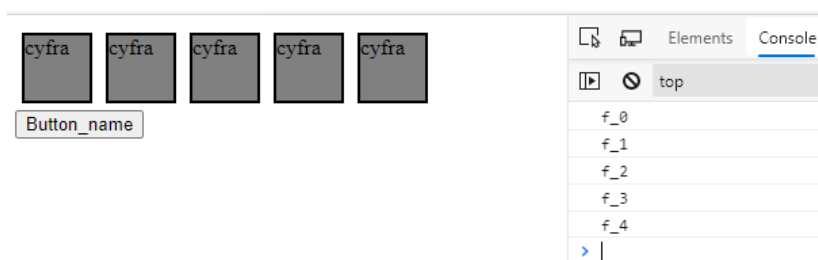 cyfra cyfra cyfra cyfra cyfra
Button_name
Elements Console
top
f_0
f_1
f_2
f_3
f_4
>